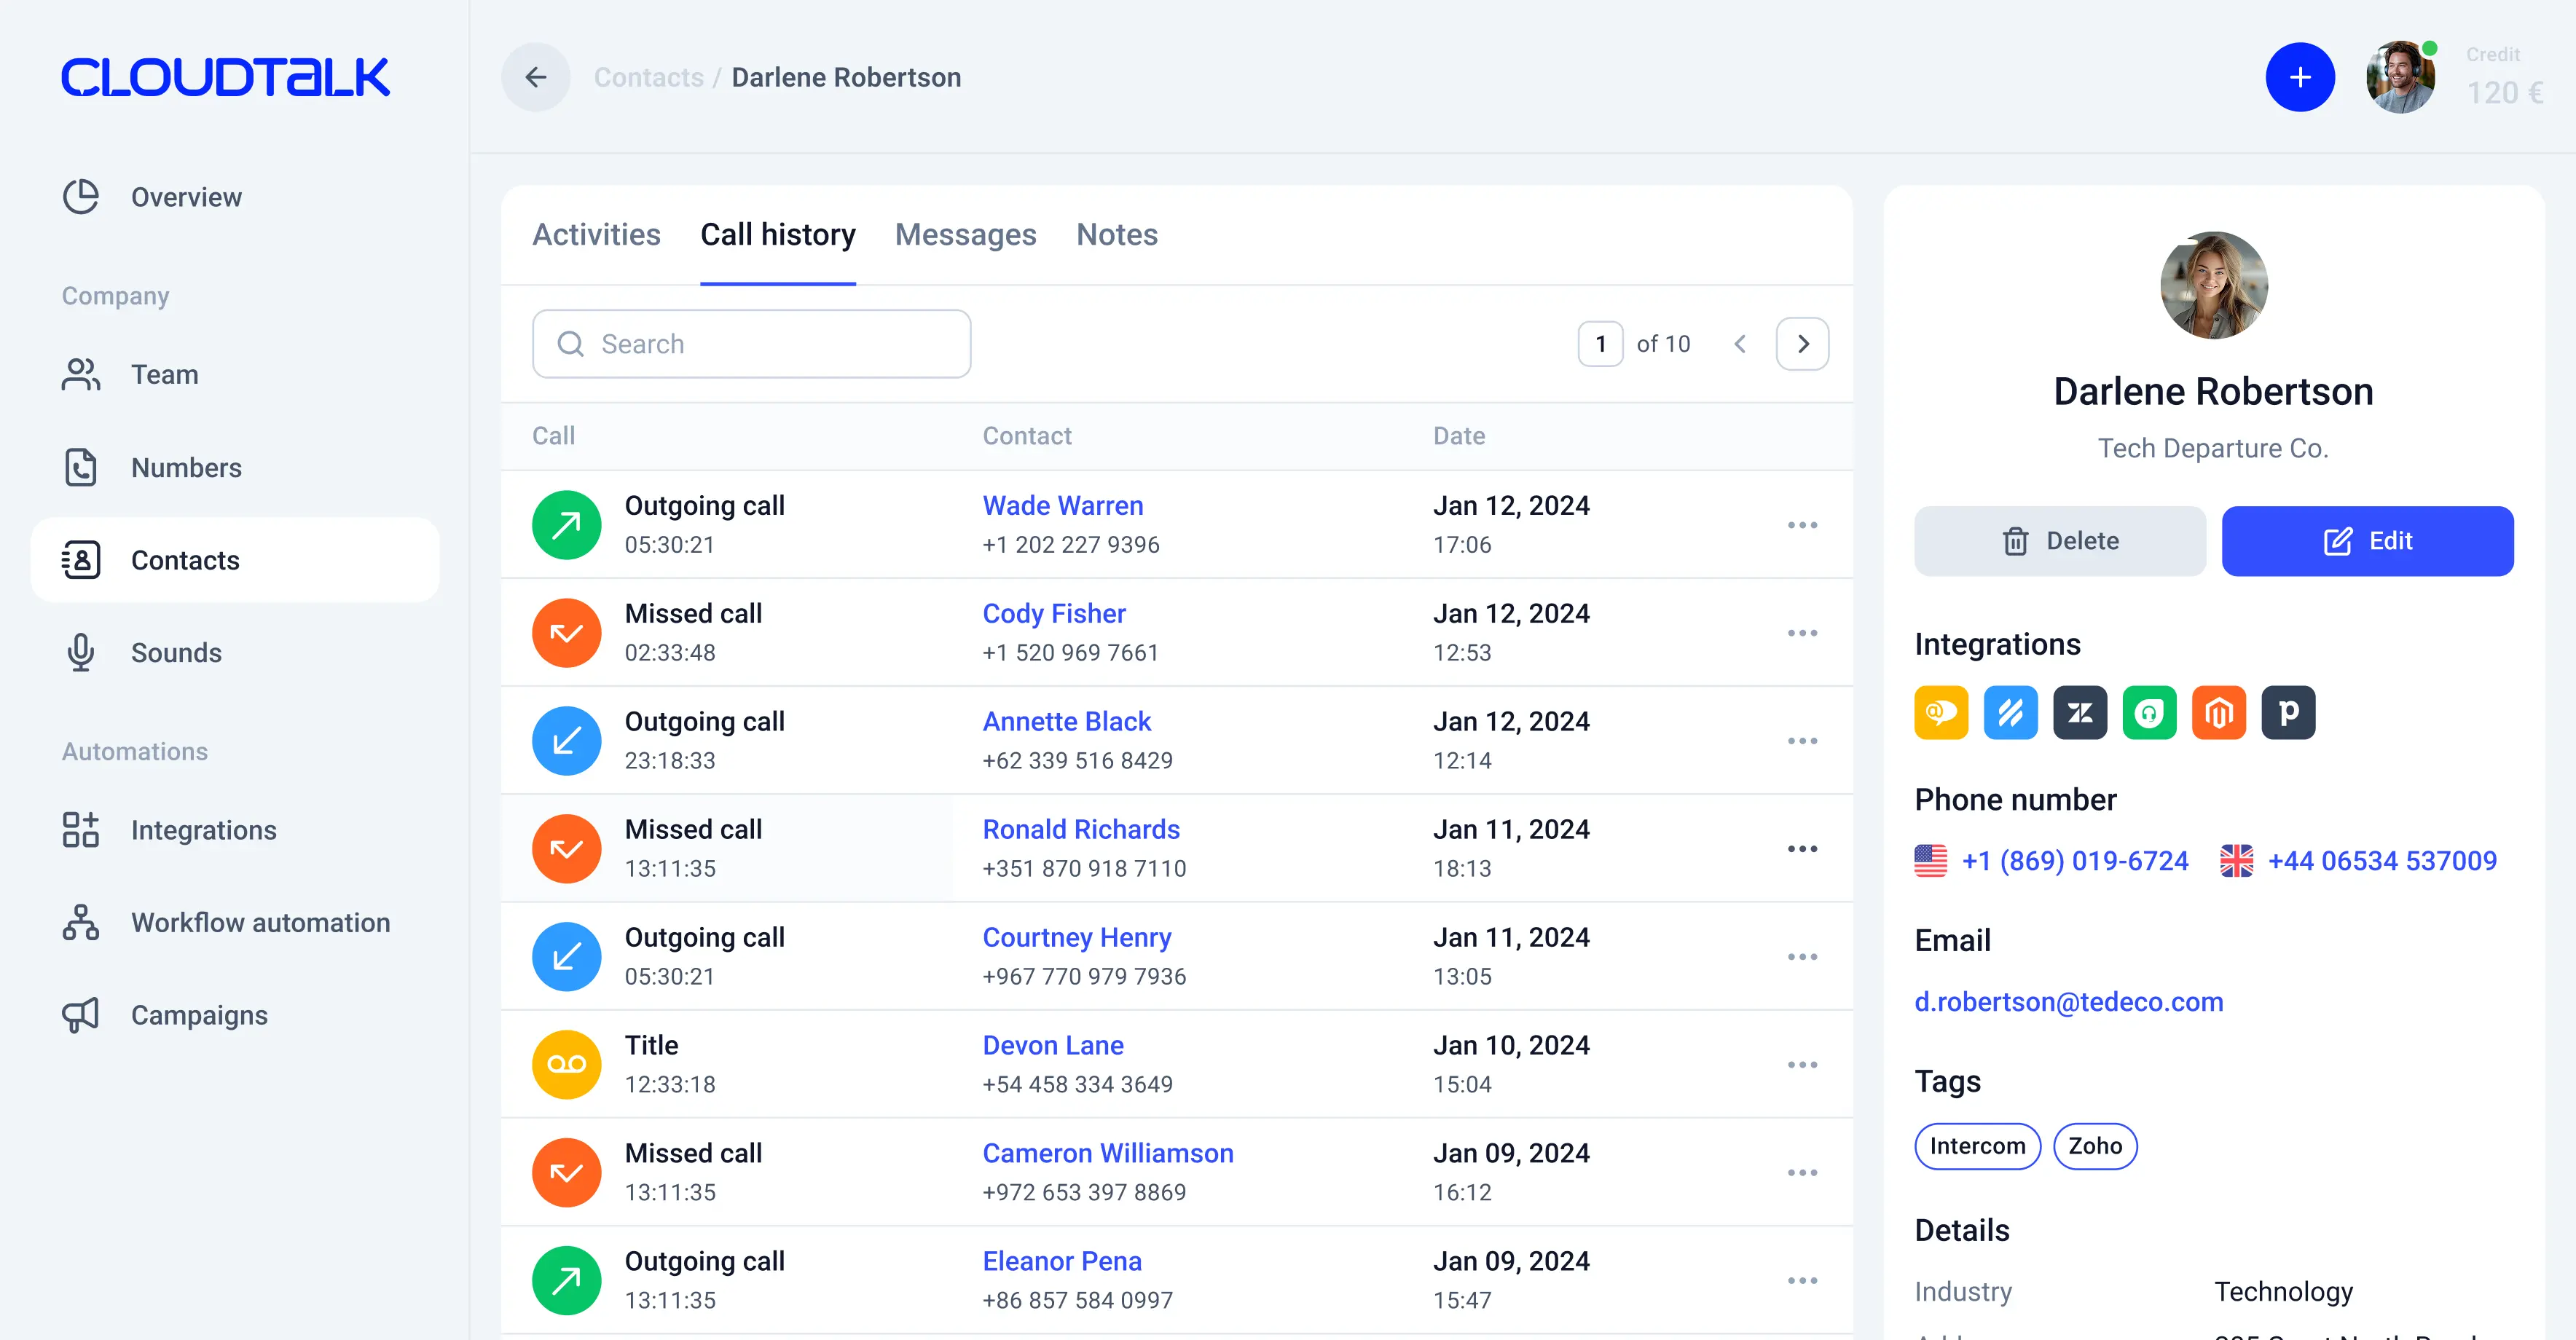 CLOUDTALK
Overview
Company
Team
Numbers
Contacts
Sounds
Automations
Integrations
Workflow automation
Campaigns
Contacts / Darlene Robertson
Credit
120 €
Activities
Call history
Messages
Notes
Search
1 of 10
Call
Contact
Date
Outgoing call
05:30:21
Wade Warren
+1 202 227 9396
Jan 12, 2024
17:06
Missed call
02:33:48
Cody Fisher
+1 520 969 7661
Jan 12, 2024
12:53
Outgoing call
23:18:33
Annette Black
+62 339 516 8429
Jan 12, 2024
12:14
Missed call
13:11:35
Ronald Richards
+351 870 918 7110
Jan 11, 2024
18:13
Outgoing call
05:30:21
Courtney Henry
+967 770 979 7936
Jan 11, 2024
13:05
Title
12:33:18
Devon Lane
+54 458 334 3649
Jan 10, 2024
15:04
Missed call
13:11:35
Cameron Williamson
+972 653 397 8869
Jan 09, 2024
16:12
Outgoing call
13:11:35
Eleanor Pena
+86 857 584 0997
Jan 09, 2024
15:47
Darlene Robertson
Tech Departure Co.
Delete
Edit
Integrations
Phone number
+1 (869) 019-6724
+44 06534 537009
Email
d.robertson@tedeco.com
Tags
Intercom
Zoho
Details
Industry
Technology